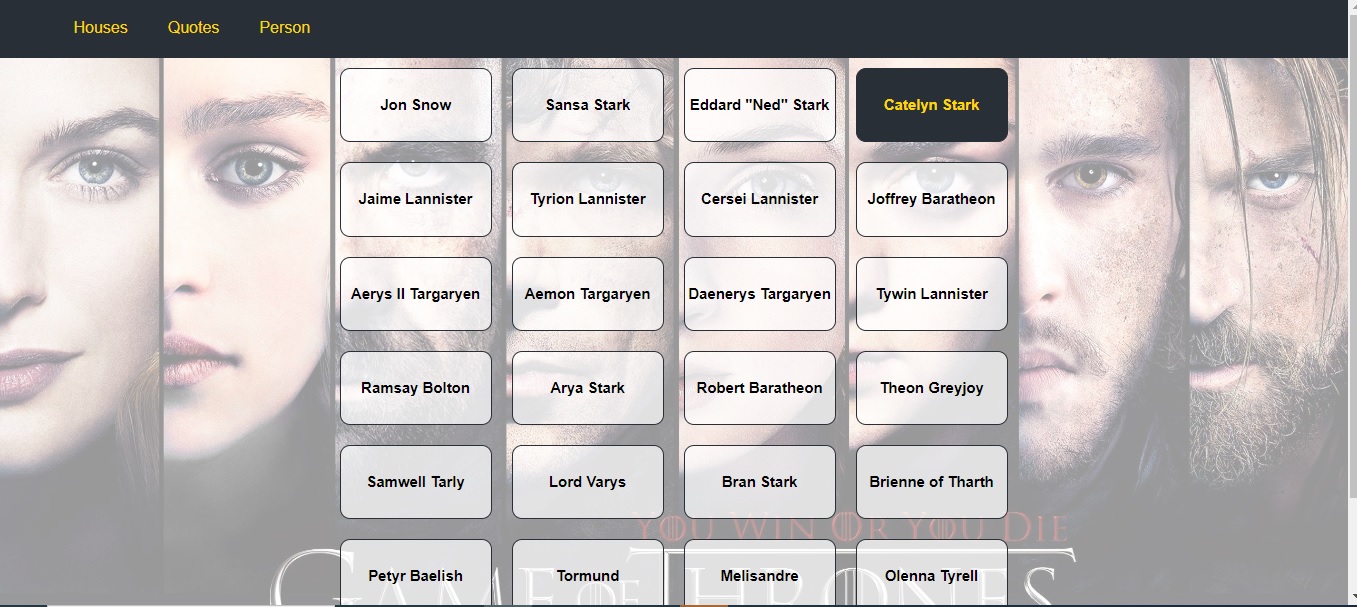 Houses Quotes Person
Jon Snow Sansa Stark Eddard "Ned" Stark Catelyn Stark
Jaime Lannister Tyrion Lannister Cersei Lannister Joffrey Baratheon
Aerys II Targaryen Aemon Targaryen Daenerys Targaryen Tywin Lannister
Ramsay Bolton Arya Stark Robert Baratheon Theon Greyjoy
Samwell Tarly Lord Varys Bran Stark Brienne of Tharth
YOU WIN OR YOU DIE
Petyr Baelish Tormund Melisandre Olenna Tyrell
GAME OF THRONES